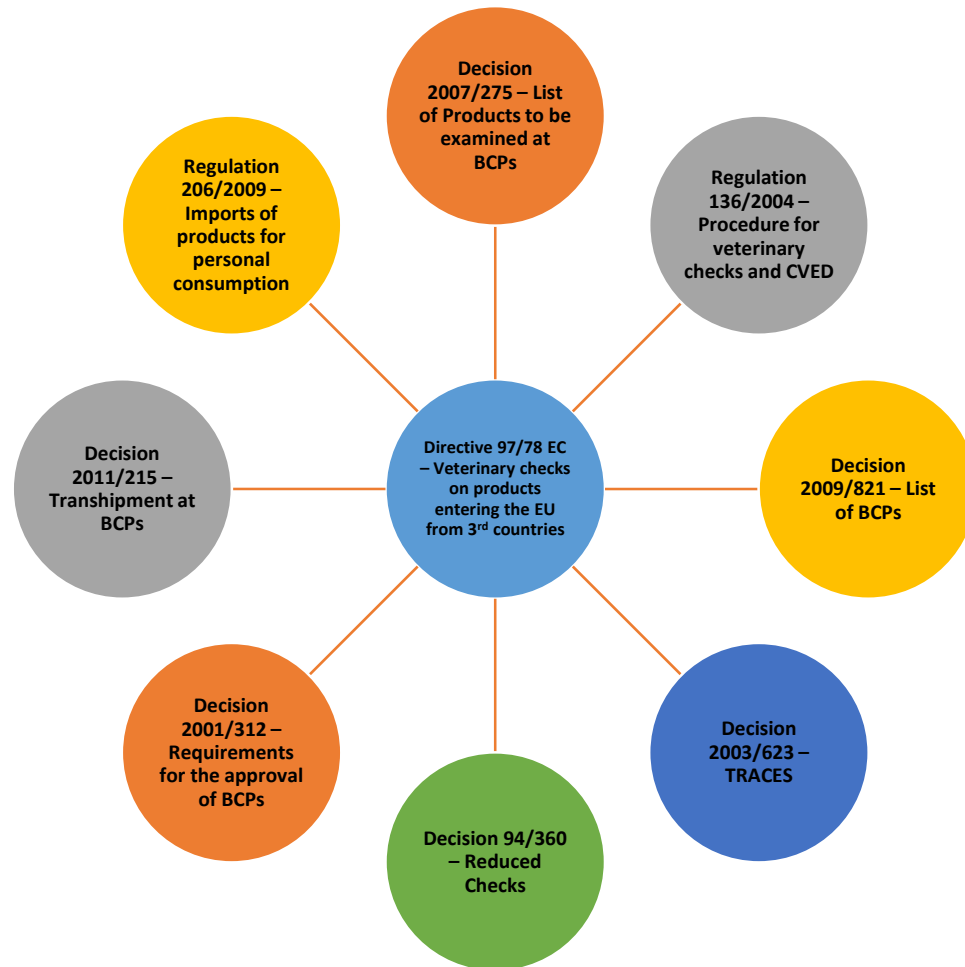 Decision
2007/275 – List
of Products to be
examined at
BCPs
Regulation
206/2009 –
Imports of
products for
personal
consumption
Regulation
136/2004 –
Procedure for
veterinary
checks and CVED
Decision
2011/215 –
Transhipment at
BCPs
Directive 97/78 EC
– Veterinary checks
on products
entering the EU
from 3rd countries
Decision
2009/821 – List
of BCPs
Decision
2001/312 –
Requirements
for the approval
of BCPs
Decision
2003/623 –
TRACES
Decision 94/360
– Reduced
Checks